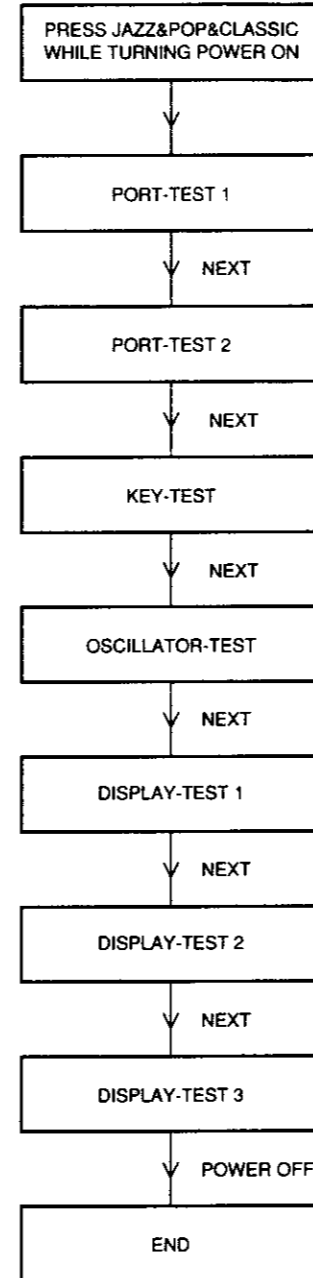 PRESS JAZZ&POP&CLASSIC
WHILE TURNING POWER ON
PORT-TEST 1
NEXT
PORT-TEST 2
NEXT
KEY-TEST
NEXT
OSCILLATOR-TEST
NEXT
DISPLAY-TEST 1
NEXT
DISPLAY-TEST 2
NEXT
DISPLAY-TEST 3
POWER OFF
END